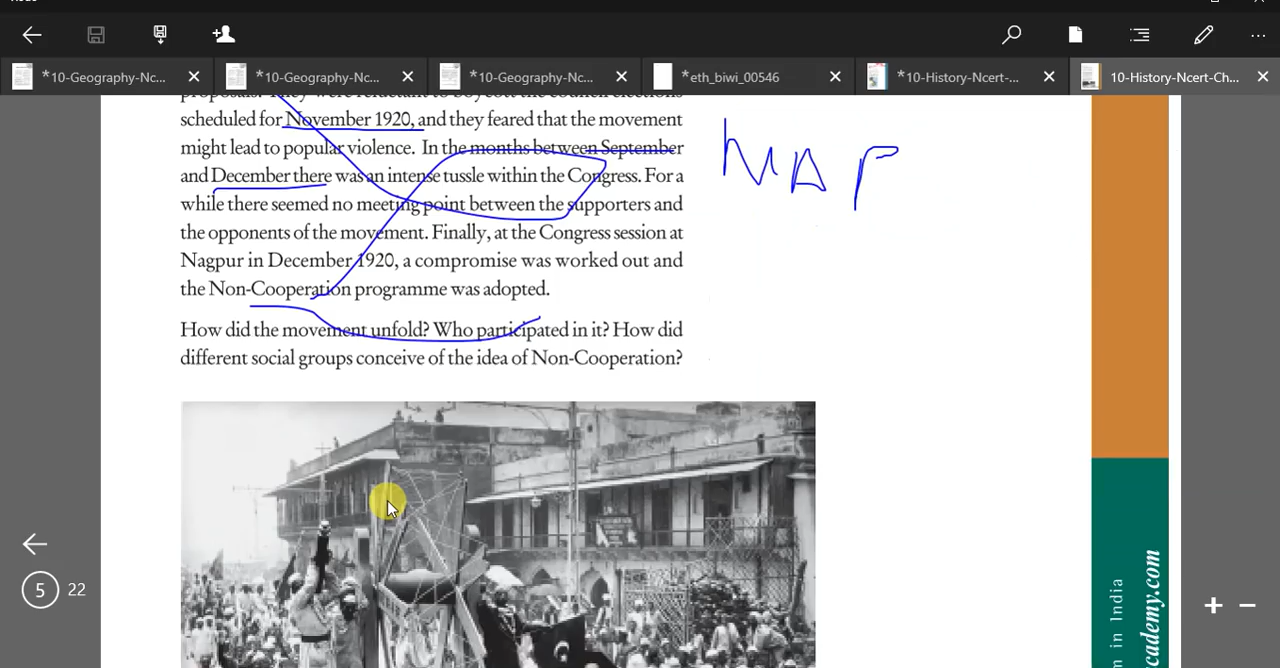 *10-Geography-Nc... *10-Geography-Nc... *10-Geography-Nc... *eth_biwi_00546 *10-History-Ncert-... 10-History-Ncert-Ch...
scheduled for November 1920, and they feared that the movement
might lead to popular violence. In the months between September
and December there was an intense tussle within the Congress. For a
while there seemed no meeting point between the supporters and
the opponents of the movement. Finally, at the Congress session at
Nagpur in December 1920, a compromise was worked out and
the Non-Cooperation programme was adopted.
How did the movement unfold? Who participated in it? How did
different social groups conceive of the idea of Non-Cooperation?
MAP
5 22
m in India
cademy.com